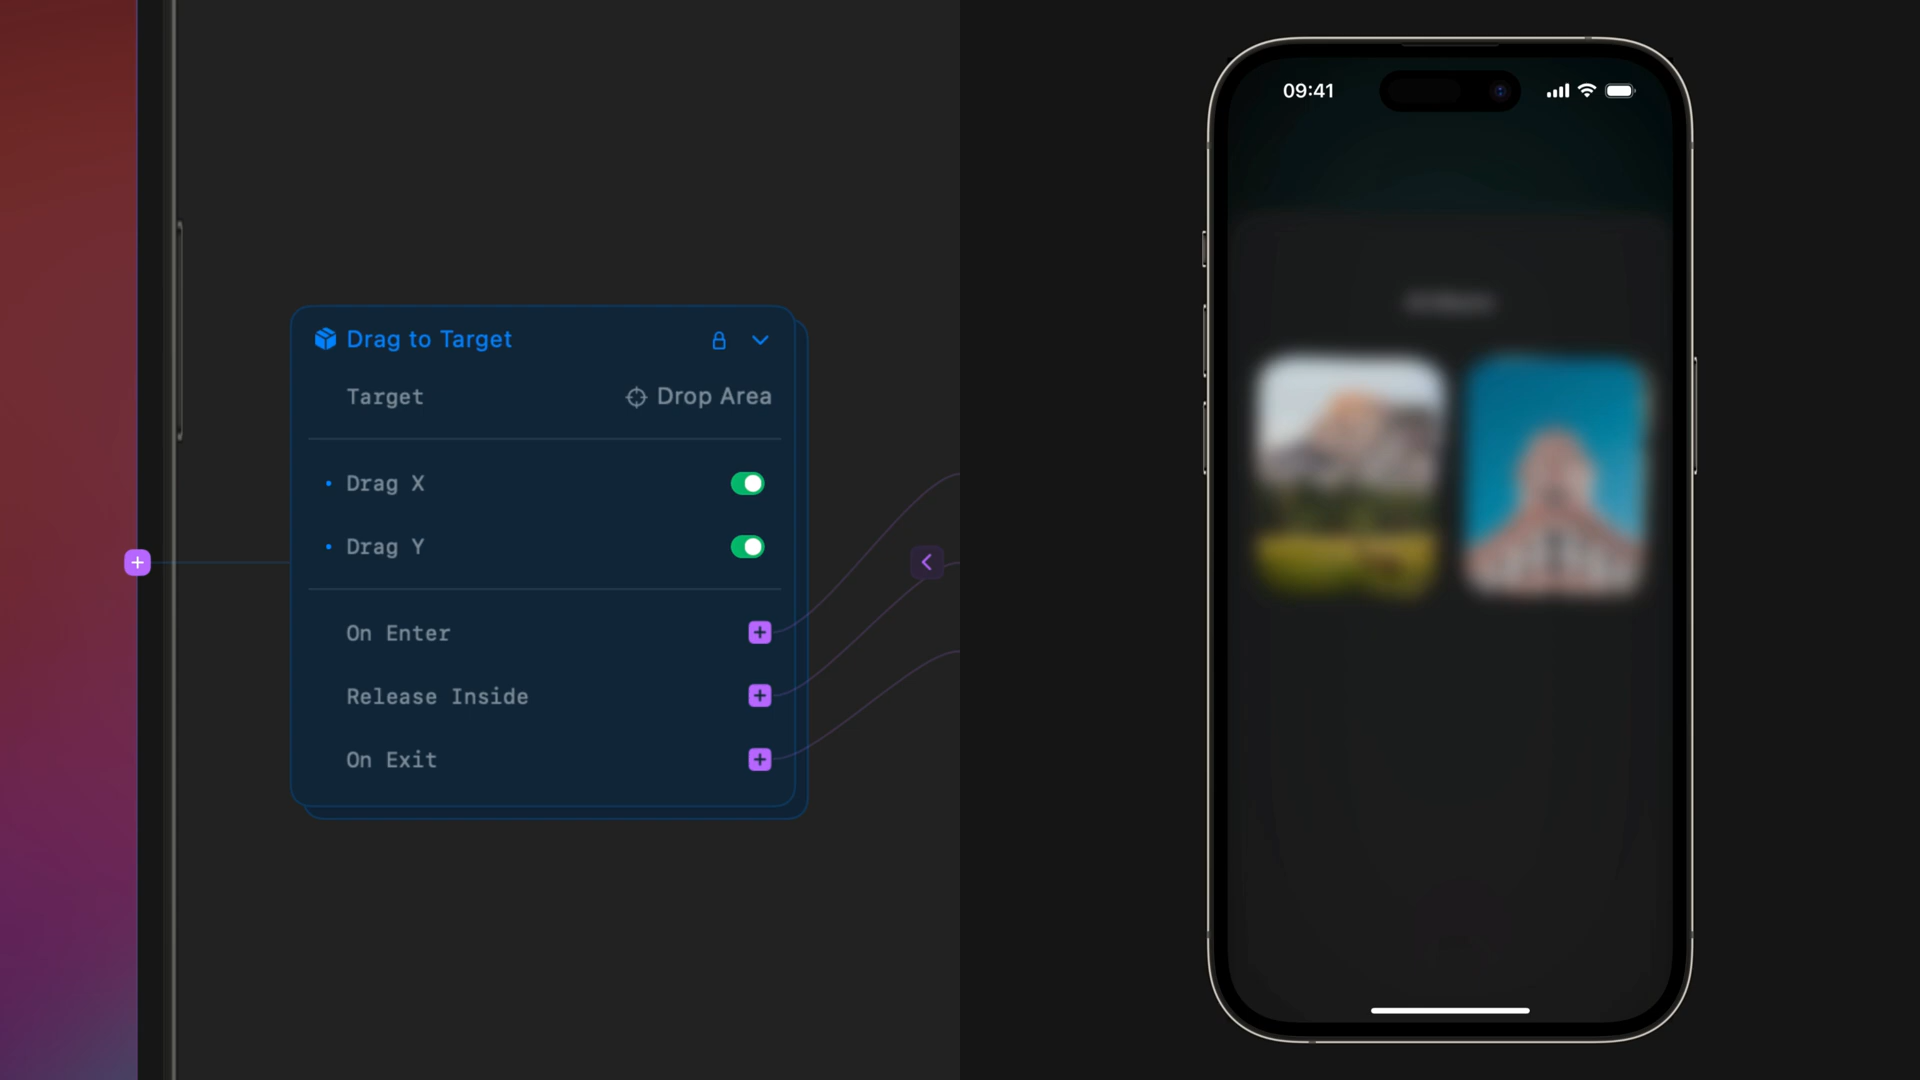 Drag to Target
Target
Drop Area
Drag X
Drag Y
On Enter
Release Inside
On Exit
09:41